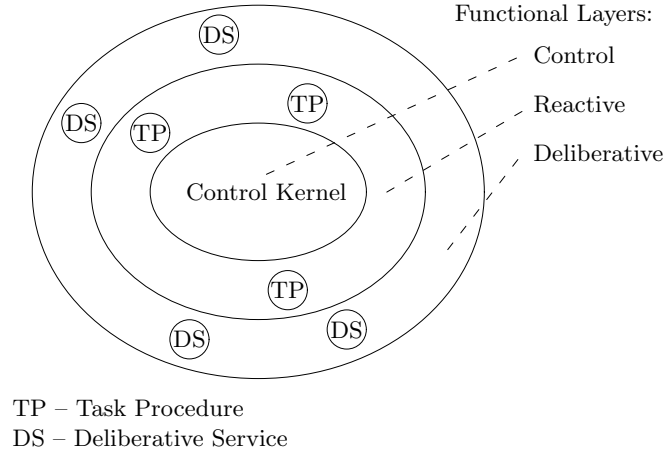 Functional Layers:
DS
Control
TP
Reactive
DS
TP
Deliberative
Control Kernel
TP
DS
DS
TP – Task Procedure
DS – Deliberative Service